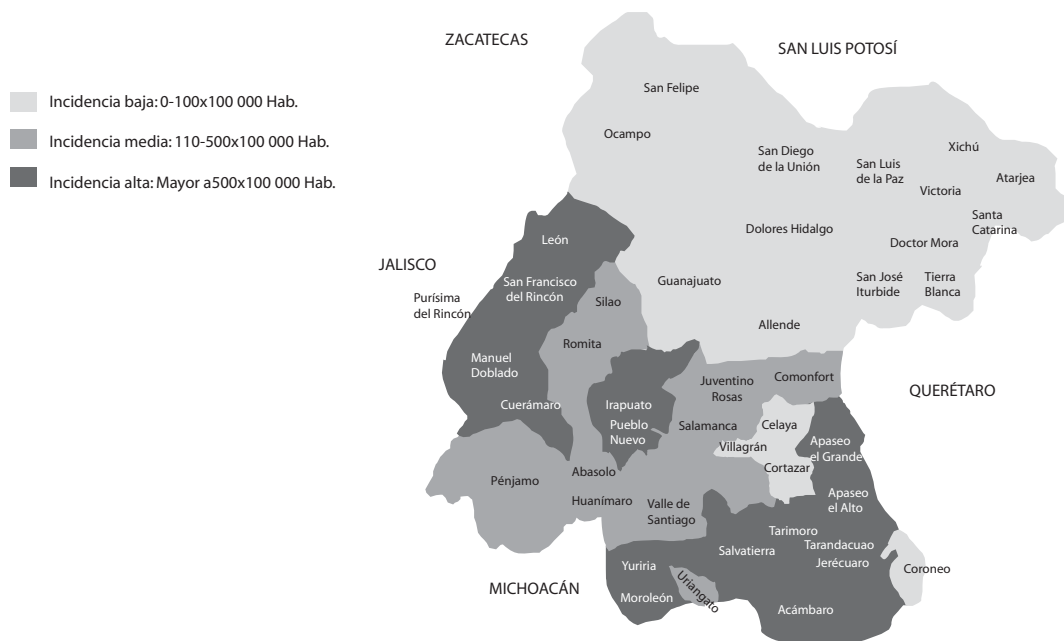 ZACATECAS
SAN LUIS POTOSÍ
Incidencia baja: 0-100x100 000 Hab.
Incidencia media: 110-500x100 000 Hab.
Incidencia alta: Mayor a500x100 000 Hab.
San Felipe
Ocampo
San Diego
de la Unión
San Luis
de la Paz
Xichú
Victoria
Atarjea
Santa
Catarina
Dolores Hidalgo
Doctor Mora
León
JALISCO
San Francisco
del Rincón
Purísima
del Rincón
Guanajuato
San José
Iturbide
Tierra
Blanca
Silao
Allende
Romita
Manuel
Doblado
Cuerámaro
Juventino
Rosas
Comonfort
QUERÉTARO
Irapuato
Pueblo
Nuevo
Salamanca
Celaya
Villagrán
Cortazar
Apaseo
el Grande
Pénjamo
Abasolo
Huanímaro
Valle de
Santiago
Apaseo
el Alto
Tarimoro
Salvatierra
Tarandacuao
Jerécuaro
Coroneo
MICHOACÁN
Yuriria
Moroleón
Uriangato
Acámbaro